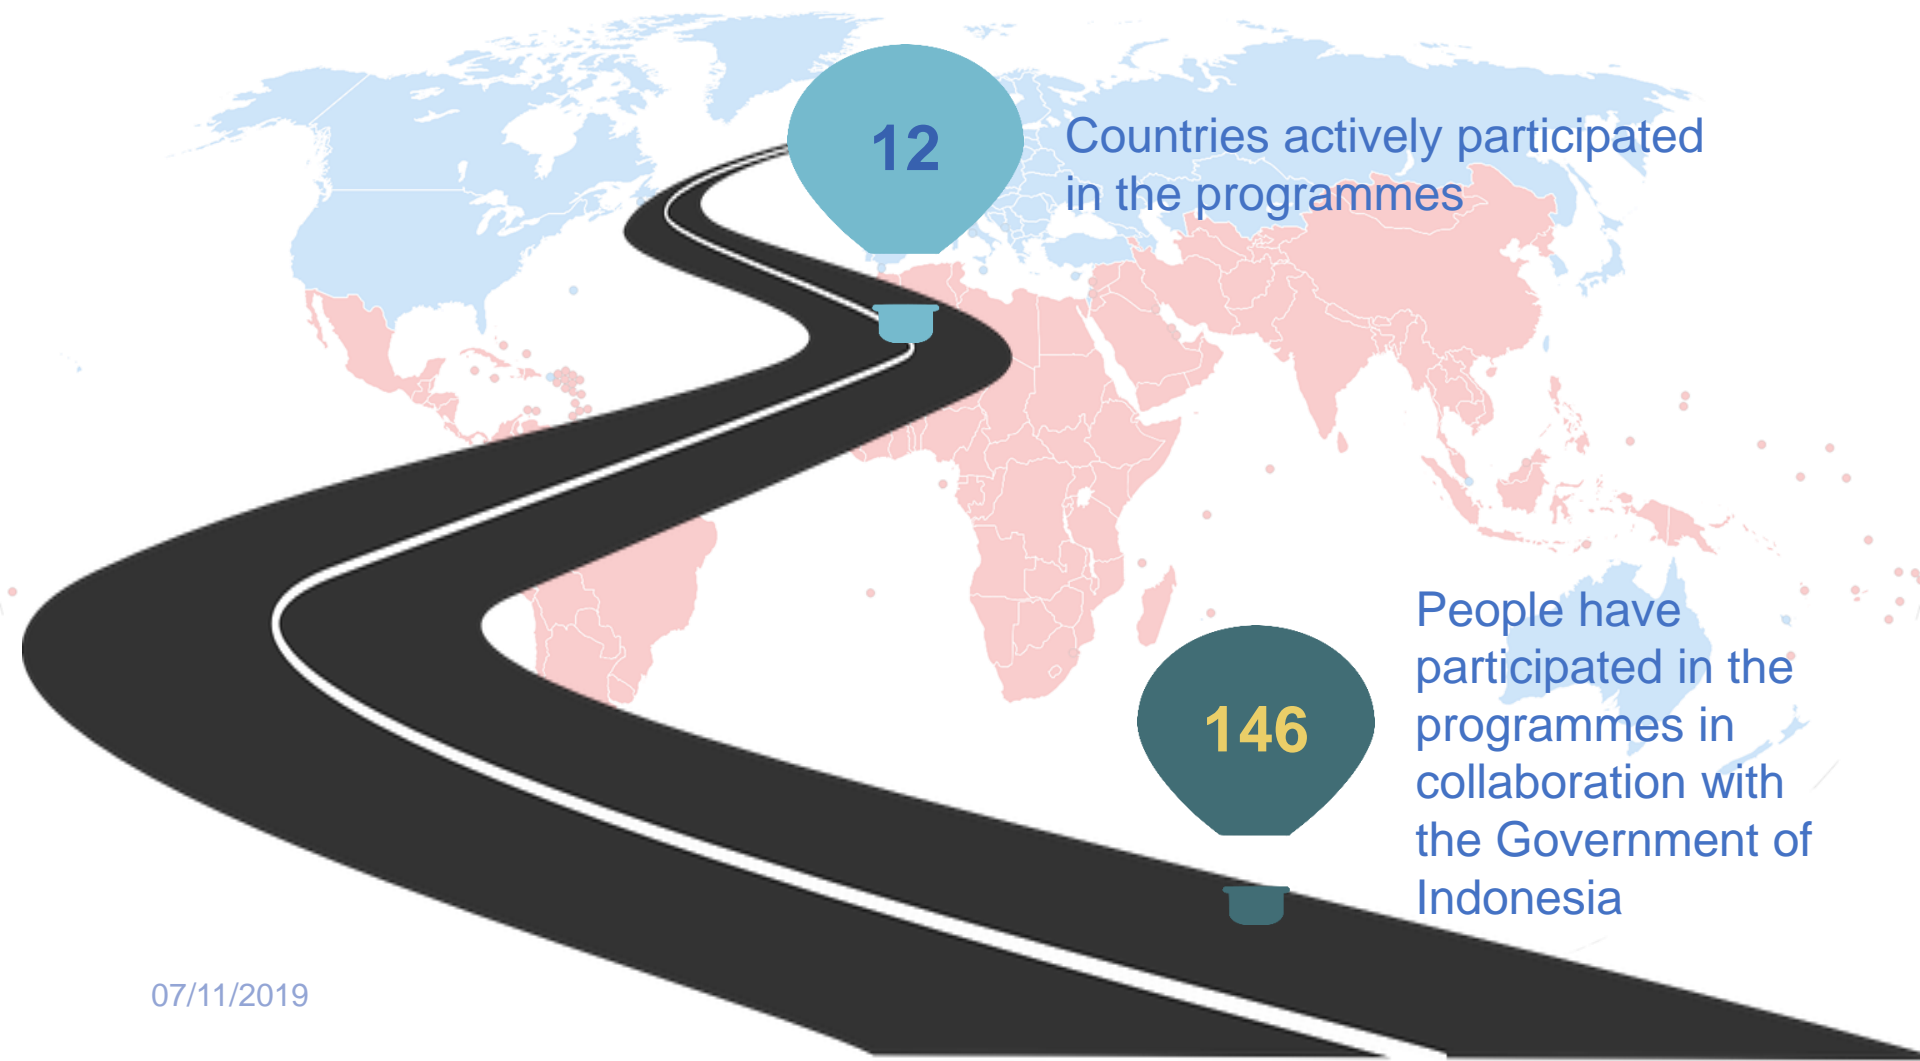 12
Countries actively participated
in the programmes
People have
participated in the
programmes in
collaboration with
the Government of
Indonesia
146
07/11/2019